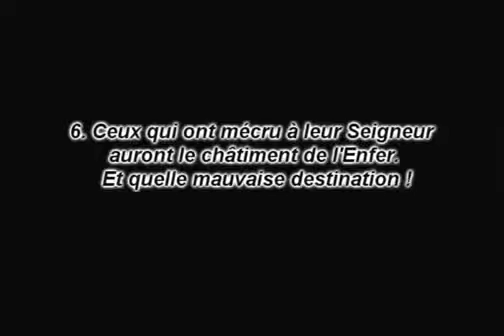 6. Ceux qui ont mécru à leur Seigneur
auront le châtiment de l'Enfer.
Et quelle mauvaise destination !